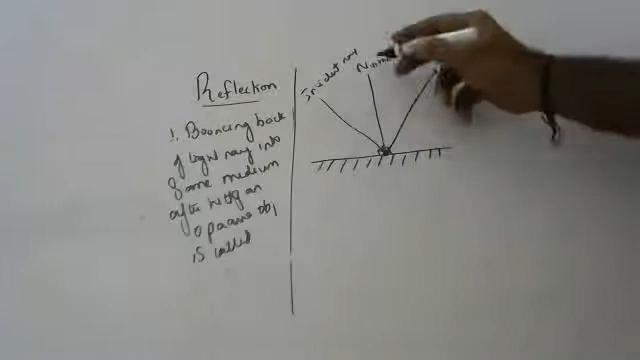 Reflection
1. Bouncing back
of light ray into
Same medium
after hitting an
opaque obj
is called
Incident ray